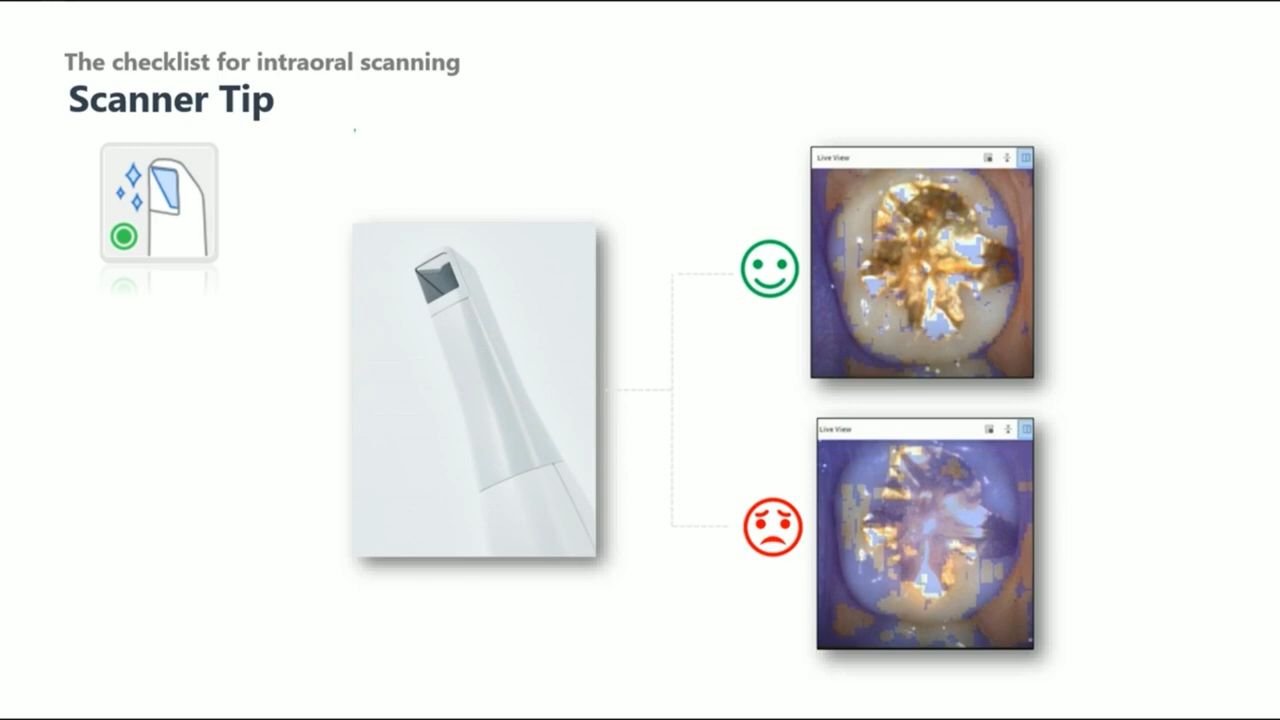 The checklist for intraoral scanning
Scanner Tip
Live View
Live View